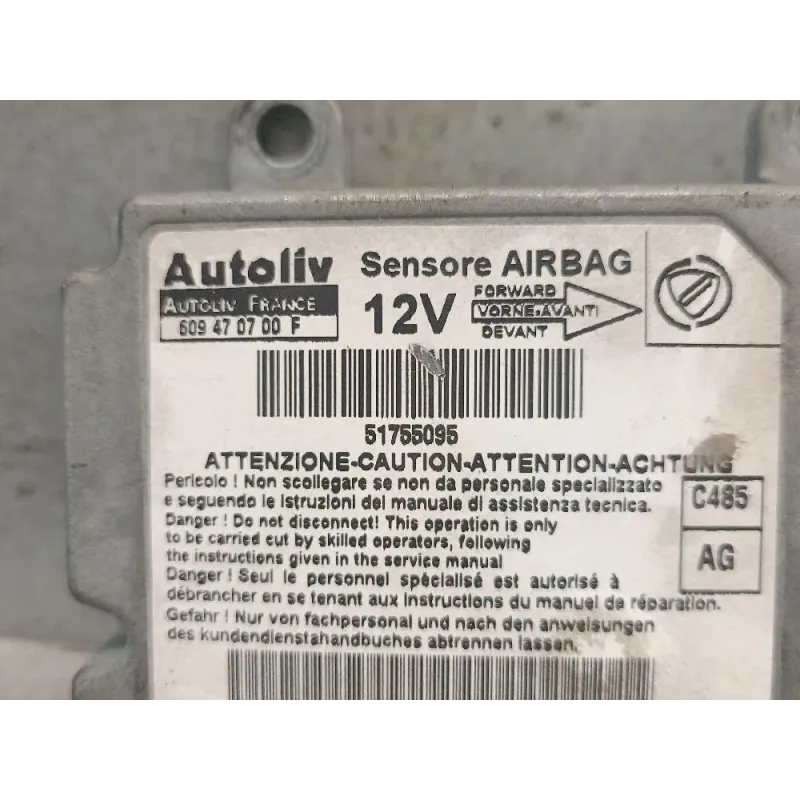 Autoliv Sensore AIRBAG
AUTOLIV FRANCE
609 47 07 00 F
12V
FORWARD
VORNE-AVANTI
DEVANT
51755095
ATTENZIONE-CAUTION-ATTENTION-ACHTUNG
Pericolo ! Non scollegare se non da personale specializzato
e seguendo le istruzioni del manuale di assistenza tecnica.
Danger ! Do not disconnect! This operation is only
to be carried cut by skilled operators, following
the instructions given in the service manual
Danger ! Seul le personnel spécialisé est autorisé à
débrancher en se tenant aux instructions du manuel de réparation.
Gefahr ! Nur von fachpersonal und nach den anweisungen
des kundendienstahandbuches abtrennen lassen.
C485
AG